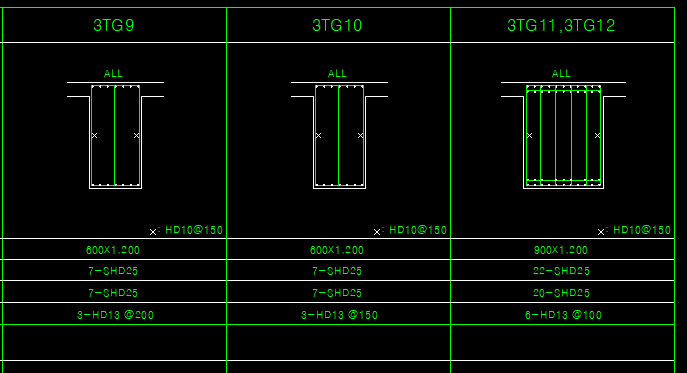 3TG9 3TG10 3TG11,3TG12
ALL ALL ALL
×: HD10@150 ×: HD10@150 ×: HD10@150
600X1.200 600X1.200 900X1.200
7-SHD25 7-SHD25 22-SHD25
7-SHD25 7-SHD25 20-SHD25
3-HD13 @200 3-HD13 @150 6-HD13 @100